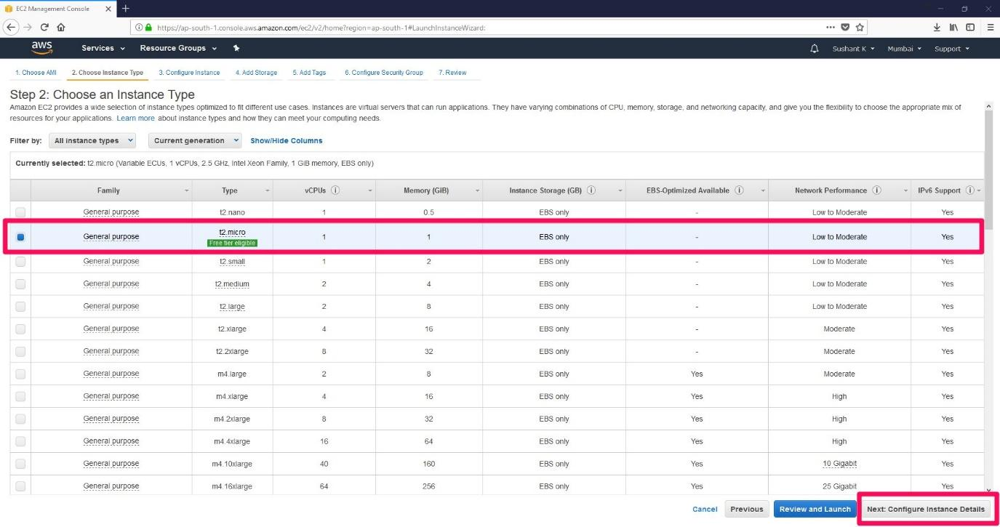 EC2 Management Console
https://ap-south-1.console.aws.amazon.com/ec2/v2/home?region=ap-south-1#LaunchInstanceWizard:
aws Services Resource Groups Sushant K Mumbai Support
1. Choose AMI 2. Choose Instance Type 3. Configure Instance 4. Add Storage 5. Add Tags 6. Configure Security Group 7. Review
Step 2: Choose an Instance Type
Amazon EC2 provides a wide selection of instance types optimized to fit different use cases. Instances are virtual servers that can run applications. They have varying combinations of CPU, memory, storage, and networking capacity, and give you the flexibility to choose the appropriate mix of
resources for your applications. Learn more about instance types and how they can meet your computing needs.
Filter by: All instance types Current generation Show/Hide Columns
Currently selected: t2.micro (Variable ECUs, 1 vCPUs, 2.5 GHz, Intel Xeon Family, 1 GiB memory, EBS only)
Family Type vCPUs Memory (GiB) Instance Storage (GB) EBS-Optimized Available Network Performance IPv6 Support
General purpose t2.nano 1 0.5 EBS only - Low to Moderate Yes
General purpose t2.micro 1 1 EBS only - Low to Moderate Yes
Free tier eligible
General purpose t2.small 1 2 EBS only - Low to Moderate Yes
General purpose t2.medium 2 4 EBS only - Low to Moderate Yes
General purpose t2.large 2 8 EBS only - Low to Moderate Yes
General purpose t2.xlarge 4 16 EBS only - Moderate Yes
General purpose t2.2xlarge 8 32 EBS only - Moderate Yes
General purpose m4.large 2 8 EBS only Yes Moderate Yes
General purpose m4.xlarge 4 16 EBS only Yes High Yes
General purpose m4.2xlarge 8 32 EBS only Yes High Yes
General purpose m4.4xlarge 16 64 EBS only Yes High Yes
General purpose m4.10xlarge 40 160 EBS only Yes 10 Gigabit Yes
General purpose m4.16xlarge 64 256 EBS only Yes 25 Gigabit Yes
Cancel Previous Review and Launch Next: Configure Instance Details